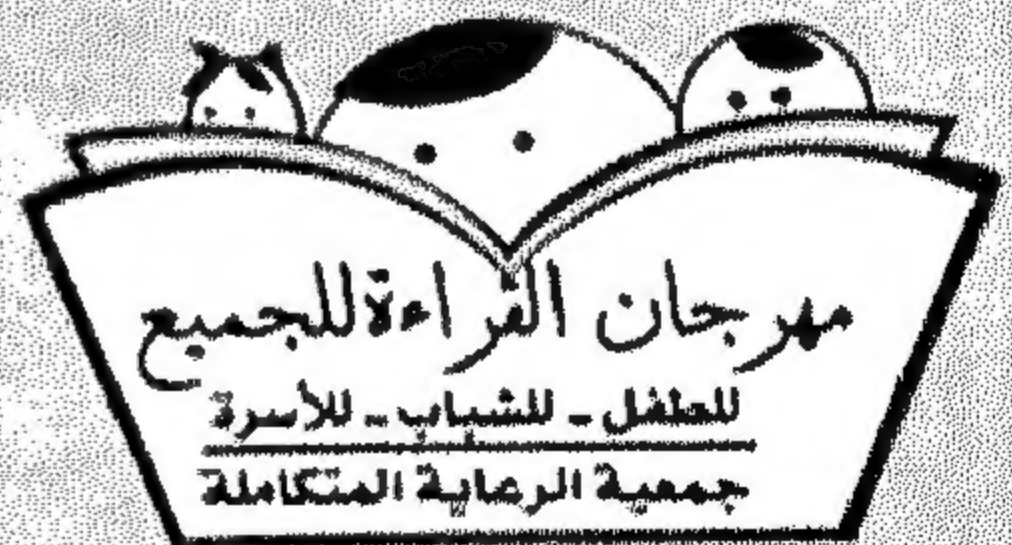 مهرجان القراءة للجميع
للطفل - للشباب - للأسرة
جمعية الرعاية المتكاملة